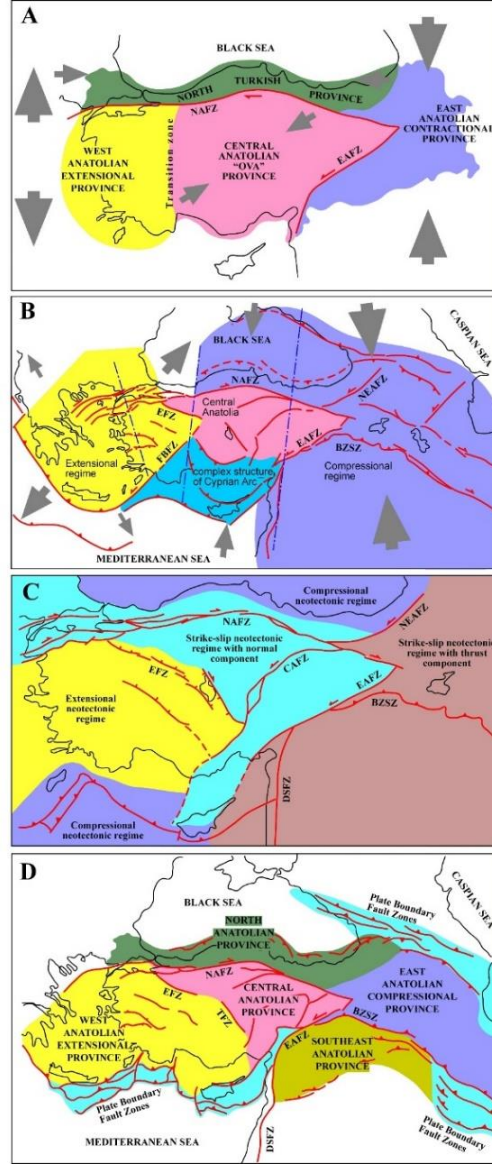 A
BLACK SEA
NORTH TURKISH PROVINCE
NAFZ
WEST
ANATOLIAN
EXTENSIONAL
PROVINCE
Transition zone
CENTRAL
ANATOLIAN
"OVA"
PROVINCE
EAFZ
EAST
ANATOLIAN
CONTRACTIONAL
PROVINCE
B
BLACK SEA
CASPIAN SEA
NAFZ
NEAFZ
Central
Anatolia
EFZ
FBFZ
EAFZ
BZSZ
Extensional
regime
complex structure
of Cyprian Arc
Compressional
regime
MEDITERRANEAN SEA
C
Compressional
neotectonic regime
NEAFZ
NAFZ
Strike-slip neotectonic
regime with normal
component
Strike-slip neotectonic
regime with thrust
component
EFZ
CAFZ
EAFZ
BZSZ
Extensional
neotectonic
regime
DSFZ
Compressional
neotectonic regime
D
BLACK SEA
Plate Boundary
Fault Zones
CASPIAN SEA
NORTH
ANATOLIAN
PROVINCE
NAFZ
EFZ
TFZ
CENTRAL
ANATOLIAN
PROVINCE
EAST
ANATOLIAN
COMPRESSIONAL
PROVINCE
WEST
ANATOLIAN
EXTENSIONAL
PROVINCE
EAFZ
BZSZ
SOUTHEAST
ANATOLIAN
PROVINCE
Plate Boundary
Fault Zones
Plate Boundary
Fault Zones
MEDITERRANEAN SEA
DSFZ